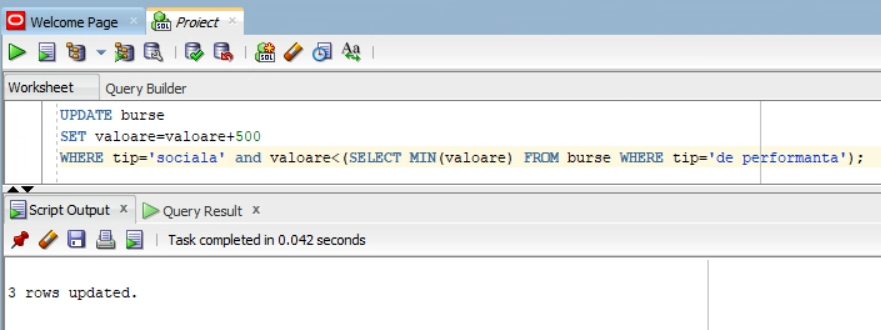 Welcome Page
Project
Worksheet
Query Builder
UPDATE burse
SET valoare=valoare+500
WHERE tip='sociala' and valoare<(SELECT MIN(valoare) FROM burse WHERE tip='de performanta');
Script Output x
Query Result x
Task completed in 0.042 seconds
3 rows updated.